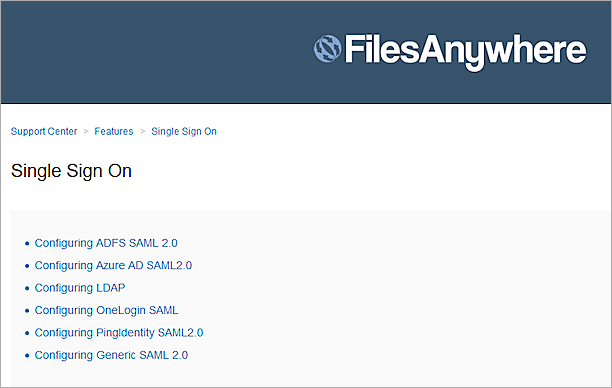 FilesAnywhere
Support Center > Features > Single Sign On
Single Sign On
Configuring ADFS SAML 2.0
Configuring Azure AD SAML2.0
Configuring LDAP
Configuring OneLogin SAML
Configuring PingIdentity SAML2.0
Configuring Generic SAML 2.0